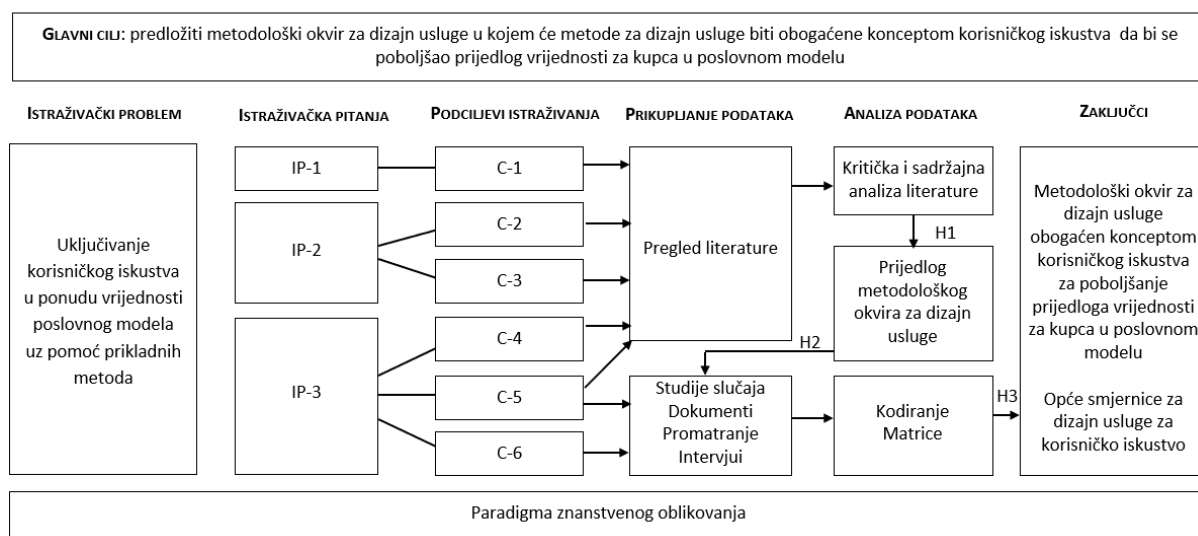 GLAVNI CILJ: predložiti metodološki okvir za dizajn usluge u kojem će metode za dizajn usluge biti obogaćene konceptom korisničkog iskustva da bi se
poboljšao prijedlog vrijednosti za kupca u poslovnom modelu
ISTRAŽIVAČKI PROBLEM
ISTRAŽIVAČKA PITANJA
PODCILJEVI ISTRAŽIVANJA
PRIKUPLJANJE PODATAKA
ANALIZA PODATAKA
ZAKLJUČCI
Uključivanje
korisničkog iskustva
u ponudu vrijednosti
poslovnog modela
uz pomoć prikladnih
metoda
IP-1
IP-2
IP-3
C-1
C-2
C-3
C-4
C-5
C-6
Pregled literature
Studije slučaja
Dokumenti
Promatranje
Intervjui
Kritička i sadržajna
analiza literature
H1
Prijedlog
metodološkog
okvira za dizajn
usluge
H2
Kodiranje
Matrice
H3
Metodološki okvir za
dizajn usluge
obogaćen konceptom
korisničkog iskustva
za poboljšanje
prijedloga vrijednosti
za kupca u poslovnom
modelu
Opće smjernice za
dizajn usluge za
korisničko iskustvo
Paradigma znanstvenog oblikovanja